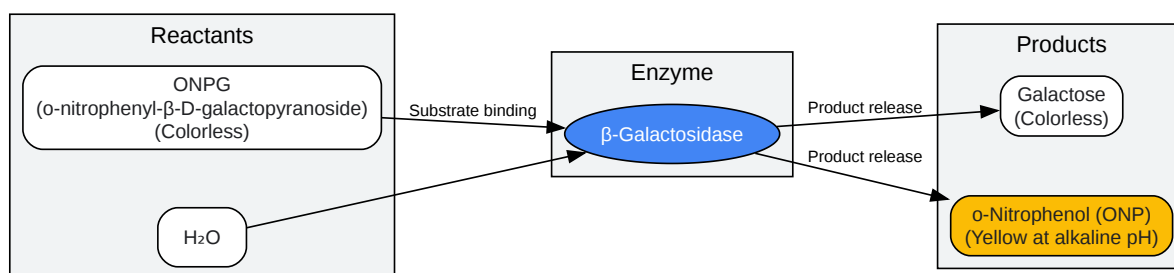 Reactants
ONPG
(o-nitrophenyl-β-D-galactopyranoside)
(Colorless)
H₂O
Substrate binding
Enzyme
β-Galactosidase
Product release
Product release
Products
Galactose
(Colorless)
o-Nitrophenol (ONP)
(Yellow at alkaline pH)